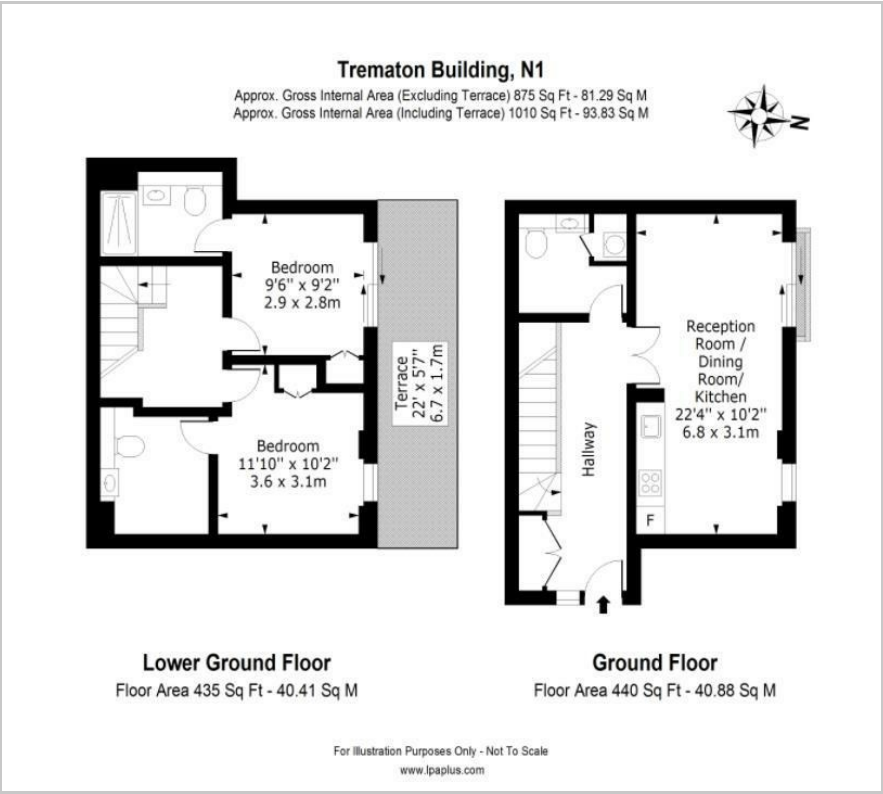 Trematon Building, N1
Approx. Gross Internal Area (Excluding Terrace) 875 Sq Ft - 81.29 Sq M
Approx. Gross Internal Area (Including Terrace) 1010 Sq Ft - 93.83 Sq M
N
Bedroom
9'6" x 9'2"
2.9 x 2.8m
Terrace
22' x 5'7"
6.7 x 1.7m
Bedroom
11'10" x 10'2"
3.6 x 3.1m
Reception
Room /
Dining
Room/
Kitchen
22'4" x 10'2"
6.8 x 3.1m
Hallway
F
Lower Ground Floor
Floor Area 435 Sq Ft - 40.41 Sq M
Ground Floor
Floor Area 440 Sq Ft - 40.88 Sq M
For Illustration Purposes Only - Not To Scale
www.lpaplus.com